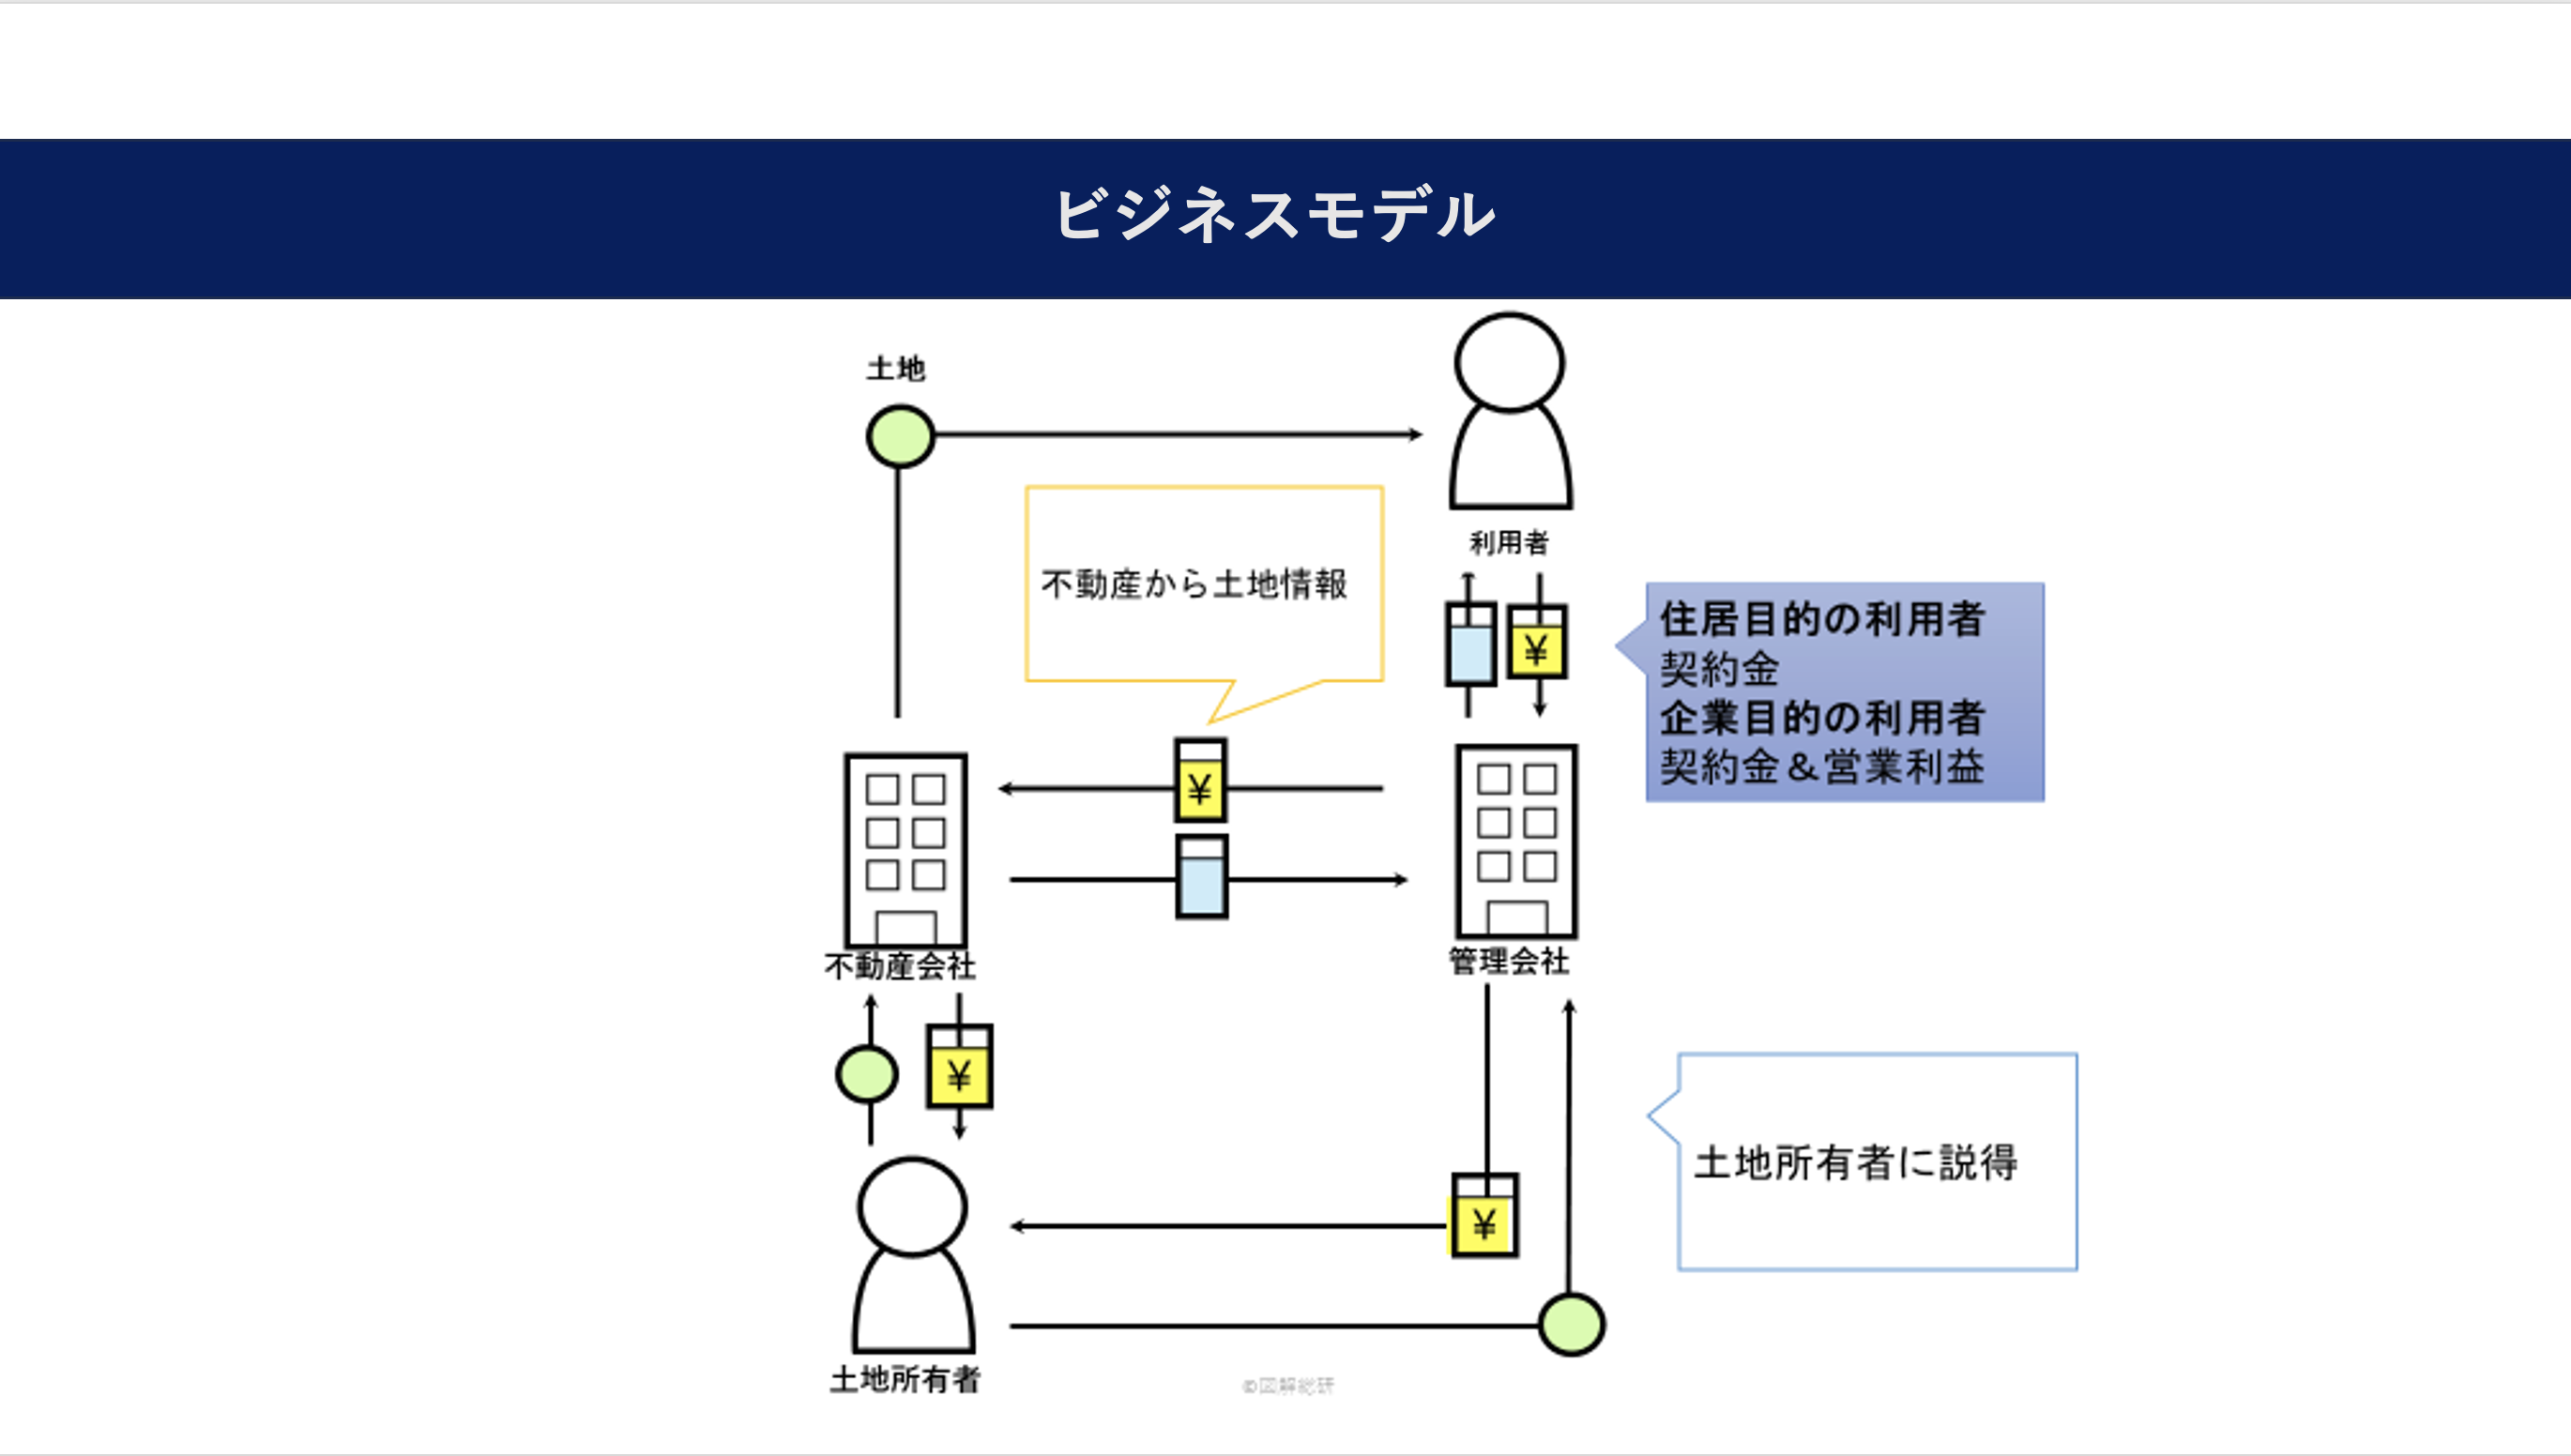 ビジネスモデル
土地
利用者
不動産から土地情報
住居目的の利用者
契約金
企業目的の利用者
契約金＆営業利益
¥
¥
不動産会社
管理会社
¥
¥
土地所有者に説得
土地所有者
©図解総研